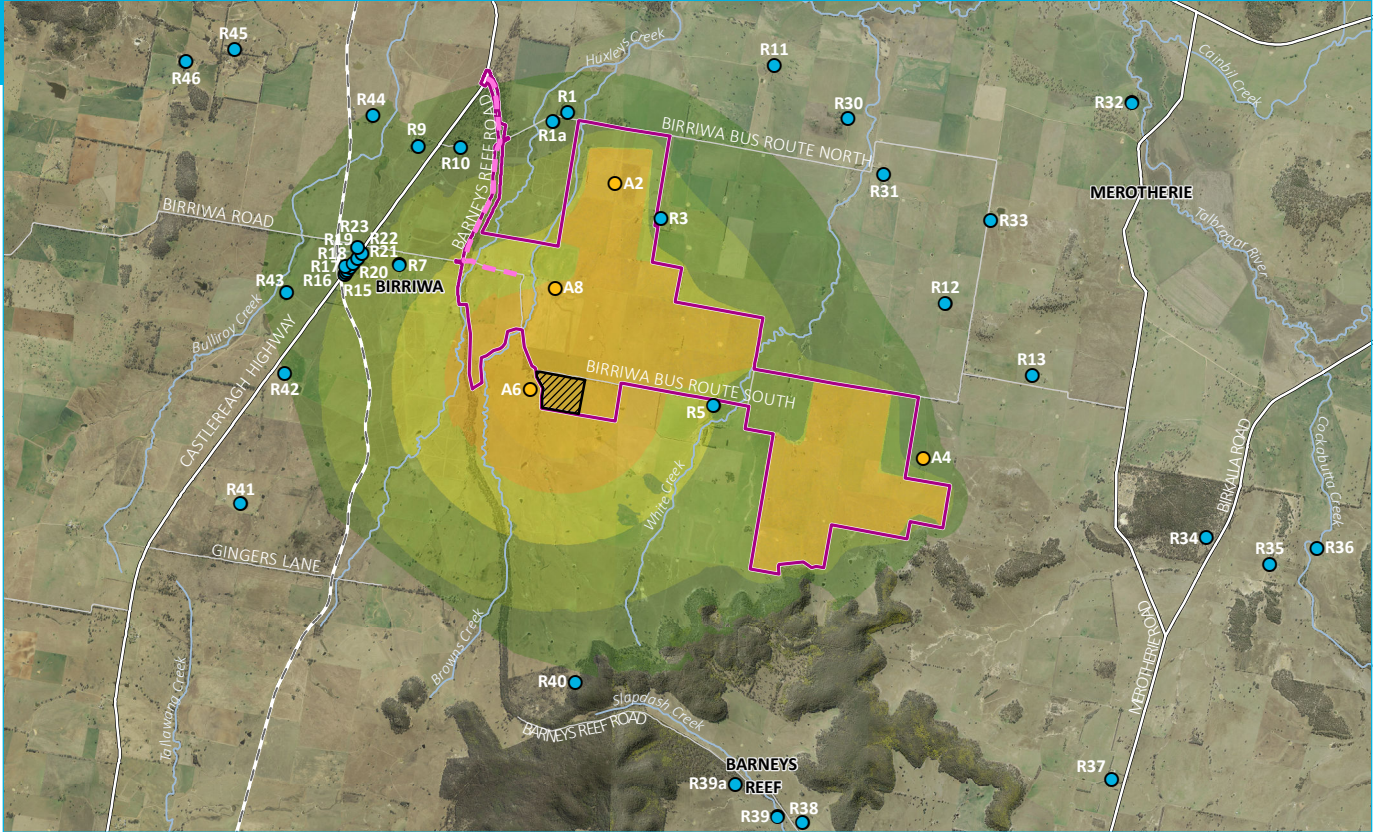 R45
R46
Huxleys Creek
R11
Cainbil Creek
R44
R1
R1a
R30
R32
R9
R10
BARNEYS REEF ROAD
BIRRIWA BUS ROUTE NORTH
A2
R31
MEROTHERIE
BIRRIWA ROAD
R3
R33
Talbragar River
R23
R19
R22
R18
R21
R17
R20
R16
R15
R7
BIRRIWA
R43
A8
R12
Bulliroy Creek
CASTLEREAGH HIGHWAY
R42
BIRRIWA BUS ROUTE SOUTH
A6
R5
R13
White Creek
A4
BIRKALLA ROAD
Cockabutta Creek
R41
GINGERS LANE
R34
R35
R36
Browns Creek
MEROTHERIE ROAD
Tallawang Creek
R40
Slapdash Creek
BARNEYS REEF ROAD
BARNEYS
REEF
R39a
R37
R39
R38